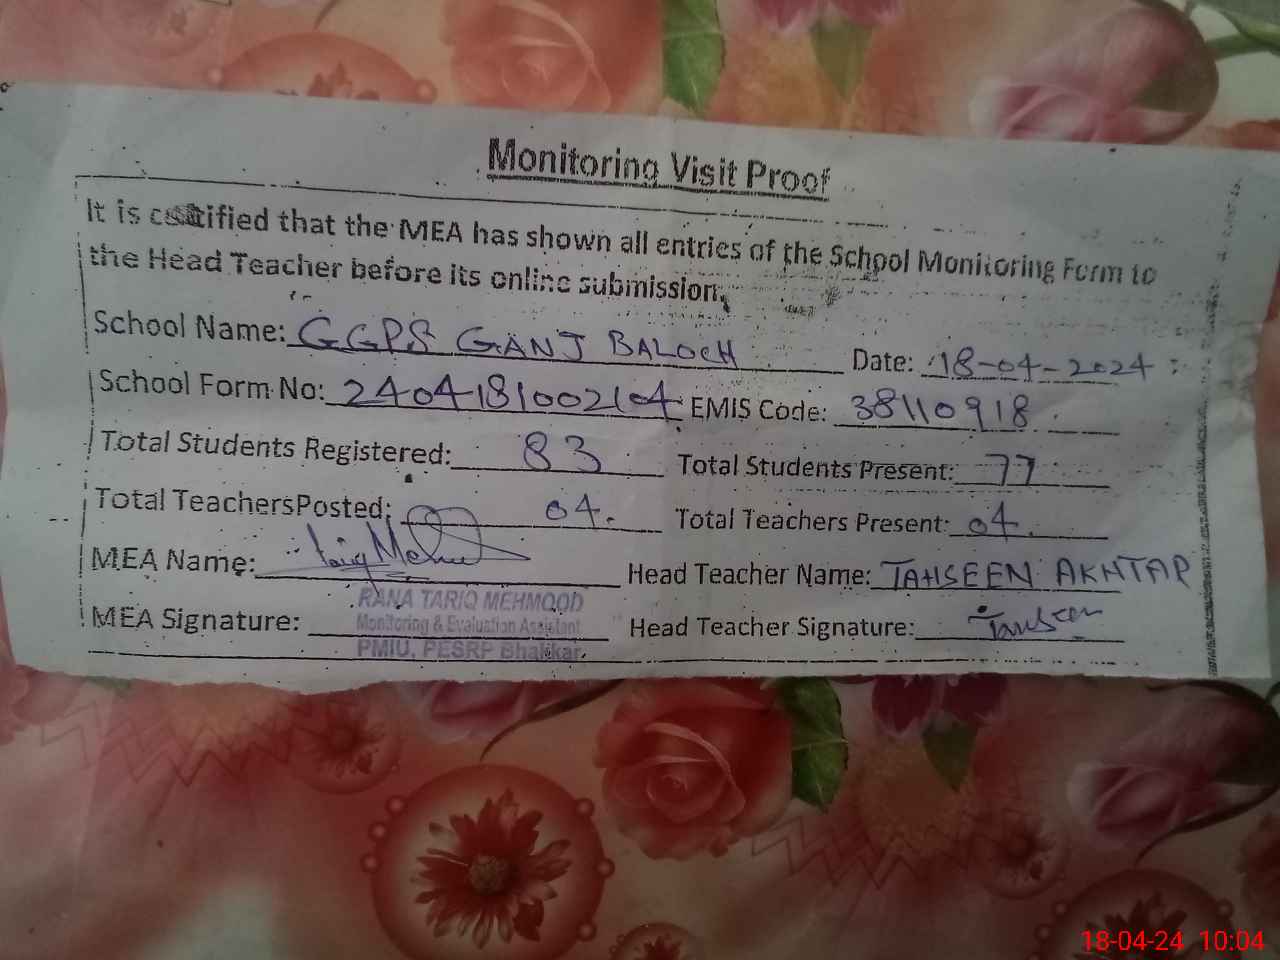 Monitoring Visit Proof
It is certified that the MEA has shown all entries of the School Monitoring Form to
the Head Teacher before its online submission.
School Name: GGPS GANJ BALOCH Date: 18-04-2024
School Form No: 2404181002104 EMIS Code: 38110918
Total Students Registered: 83 Total Students Present: 77
Total TeachersPosted: 04. Total Teachers Present: 04.
MEA Name: Tariq Mehmood Head Teacher Name: TAHSEEN AKHTAR
RANA TARIQ MEHMOOD
MEA Signature: Monitoring & Evaluation Assistant Head Teacher Signature: Tahseen
PMIU, PESRP Bhakkar
18-04-24 10:04